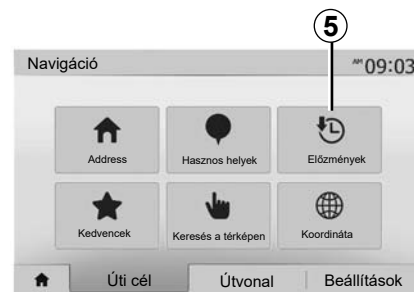 5
Navigáció
AM 09:03
Address
Hasznos helyek
Előzmények
Kedvencek
Keresés a térképen
Koordináta
Úti cél
Útvonal
Beállítások